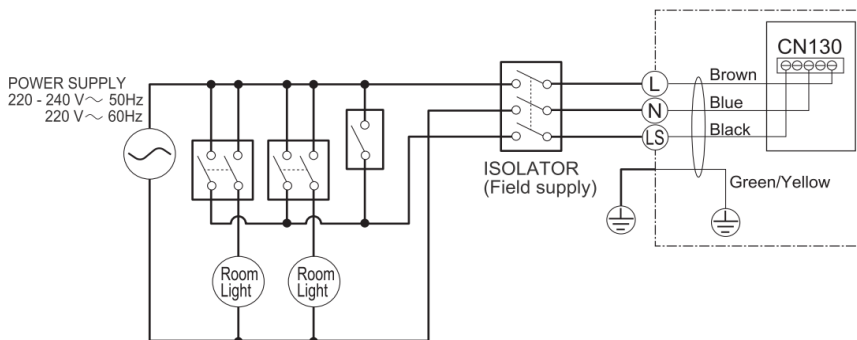 POWER SUPPLY
220 - 240 V～ 50Hz
220 V～ 60Hz
CN130
L
Brown
N
Blue
LS
Black
ISOLATOR
(Field supply)
Green/Yellow
Room
Light
Room
Light